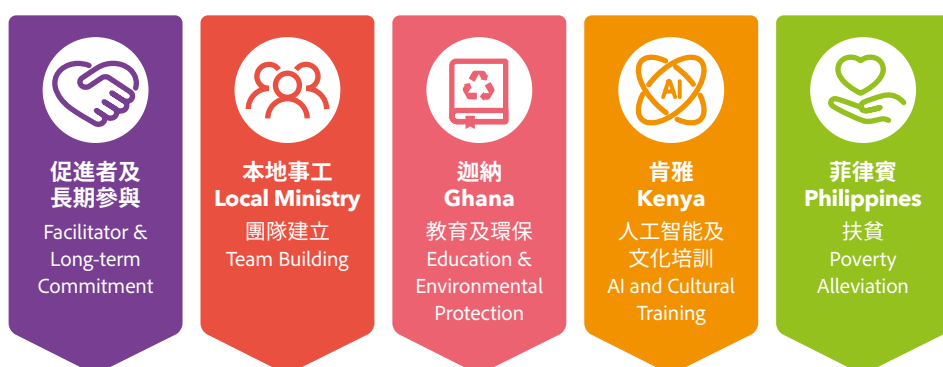 促進者及
長期參與
Facilitator &
Long-term
Commitment
本地事工
Local Ministry
團隊建立
Team Building
迦納
Ghana
教育及環保
Education &
Environmental
Protection
AI
肯雅
Kenya
人工智能及
文化培訓
AI and Cultural
Training
菲律賓
Philippines
扶貧
Poverty
Alleviation